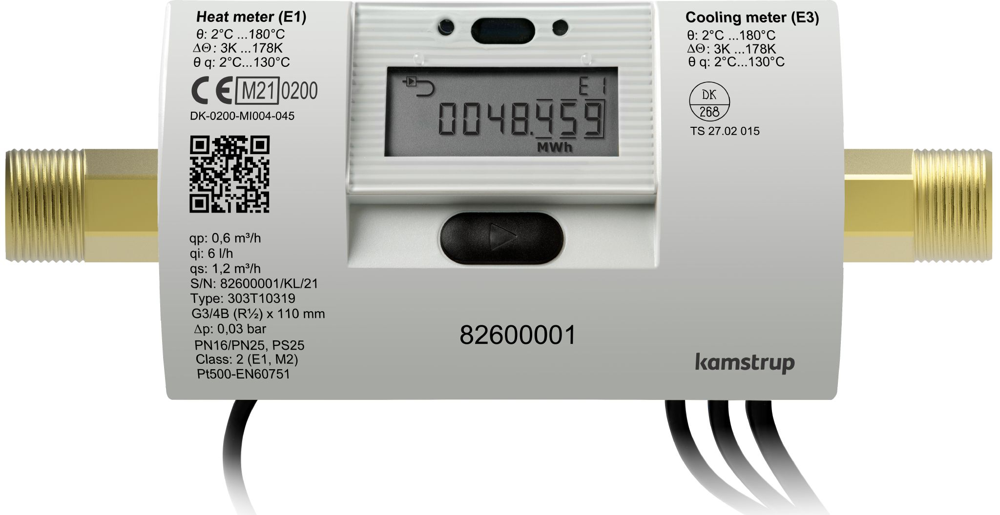 Heat meter (E1)
θ: 2°C ...180°C
ΔΘ: 3K ...178K
θ q: 2°C...130°C
CE M21 0200
DK-0200-MI004-045
qp: 0,6 m³/h
qi: 6 l/h
qs: 1,2 m³/h
S/N: 82600001/KL/21
Type: 303T10319
G3/4B (R½) x 110 mm
Δp: 0,03 bar
PN16/PN25, PS25
Class: 2 (E1, M2)
Pt500-EN60751
E1
0048.459
MWh
82600001
Cooling meter (E3)
θ: 2°C ...180°C
ΔΘ: 3K ...178K
θ q: 2°C...130°C
DK
268
TS 27.02 015
kamstrup